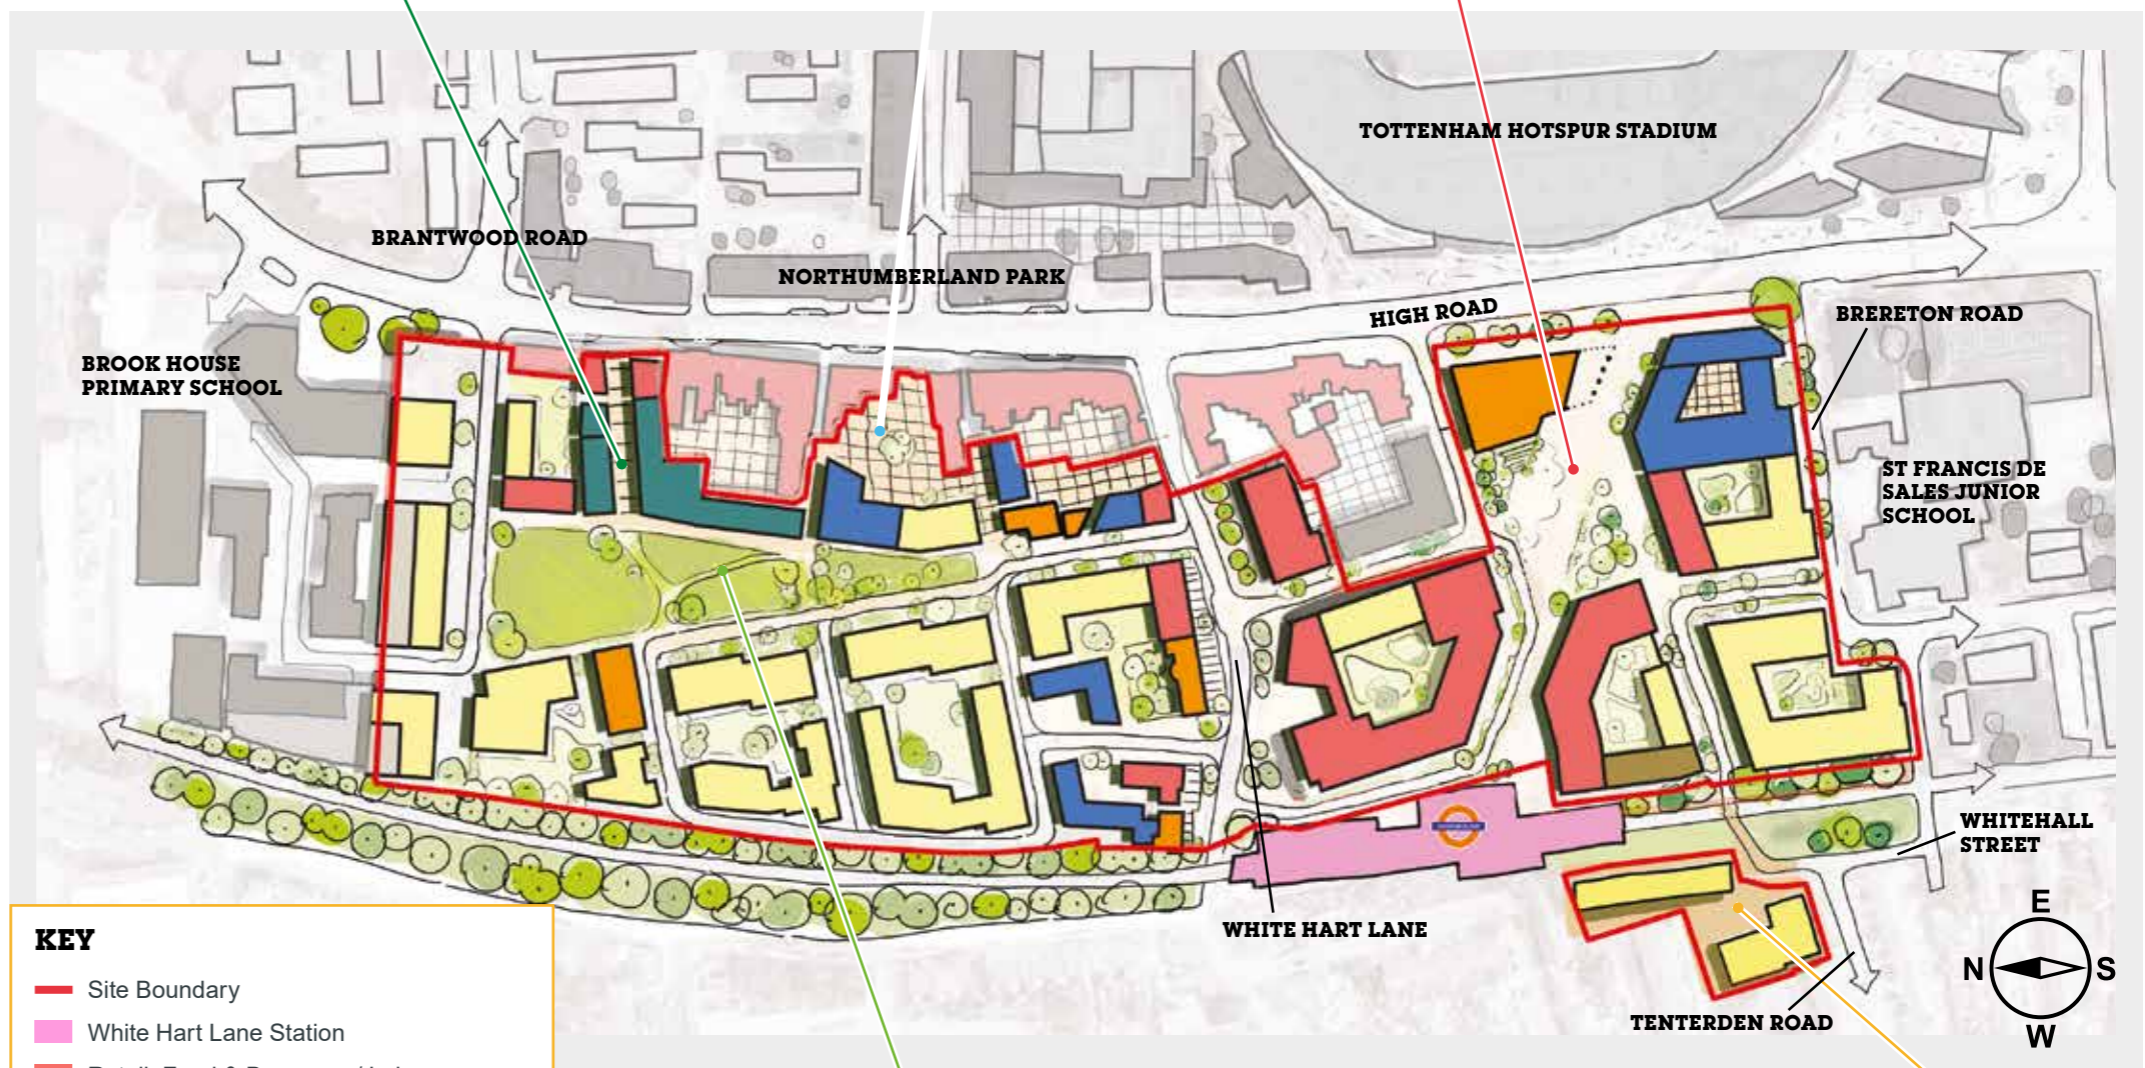 TOTTENHAM HOTSPUR STADIUM
BRANTWOOD ROAD
NORTHUMBERLAND PARK
HIGH ROAD
BRERETON ROAD
BROOK HOUSE
PRIMARY SCHOOL
ST FRANCIS DE
SALES JUNIOR
SCHOOL
WHITEHALL
STREET
WHITE HART LANE
TENTERDEN ROAD
E
N
S
W
KEY
Site Boundary
White Hart Lane Station